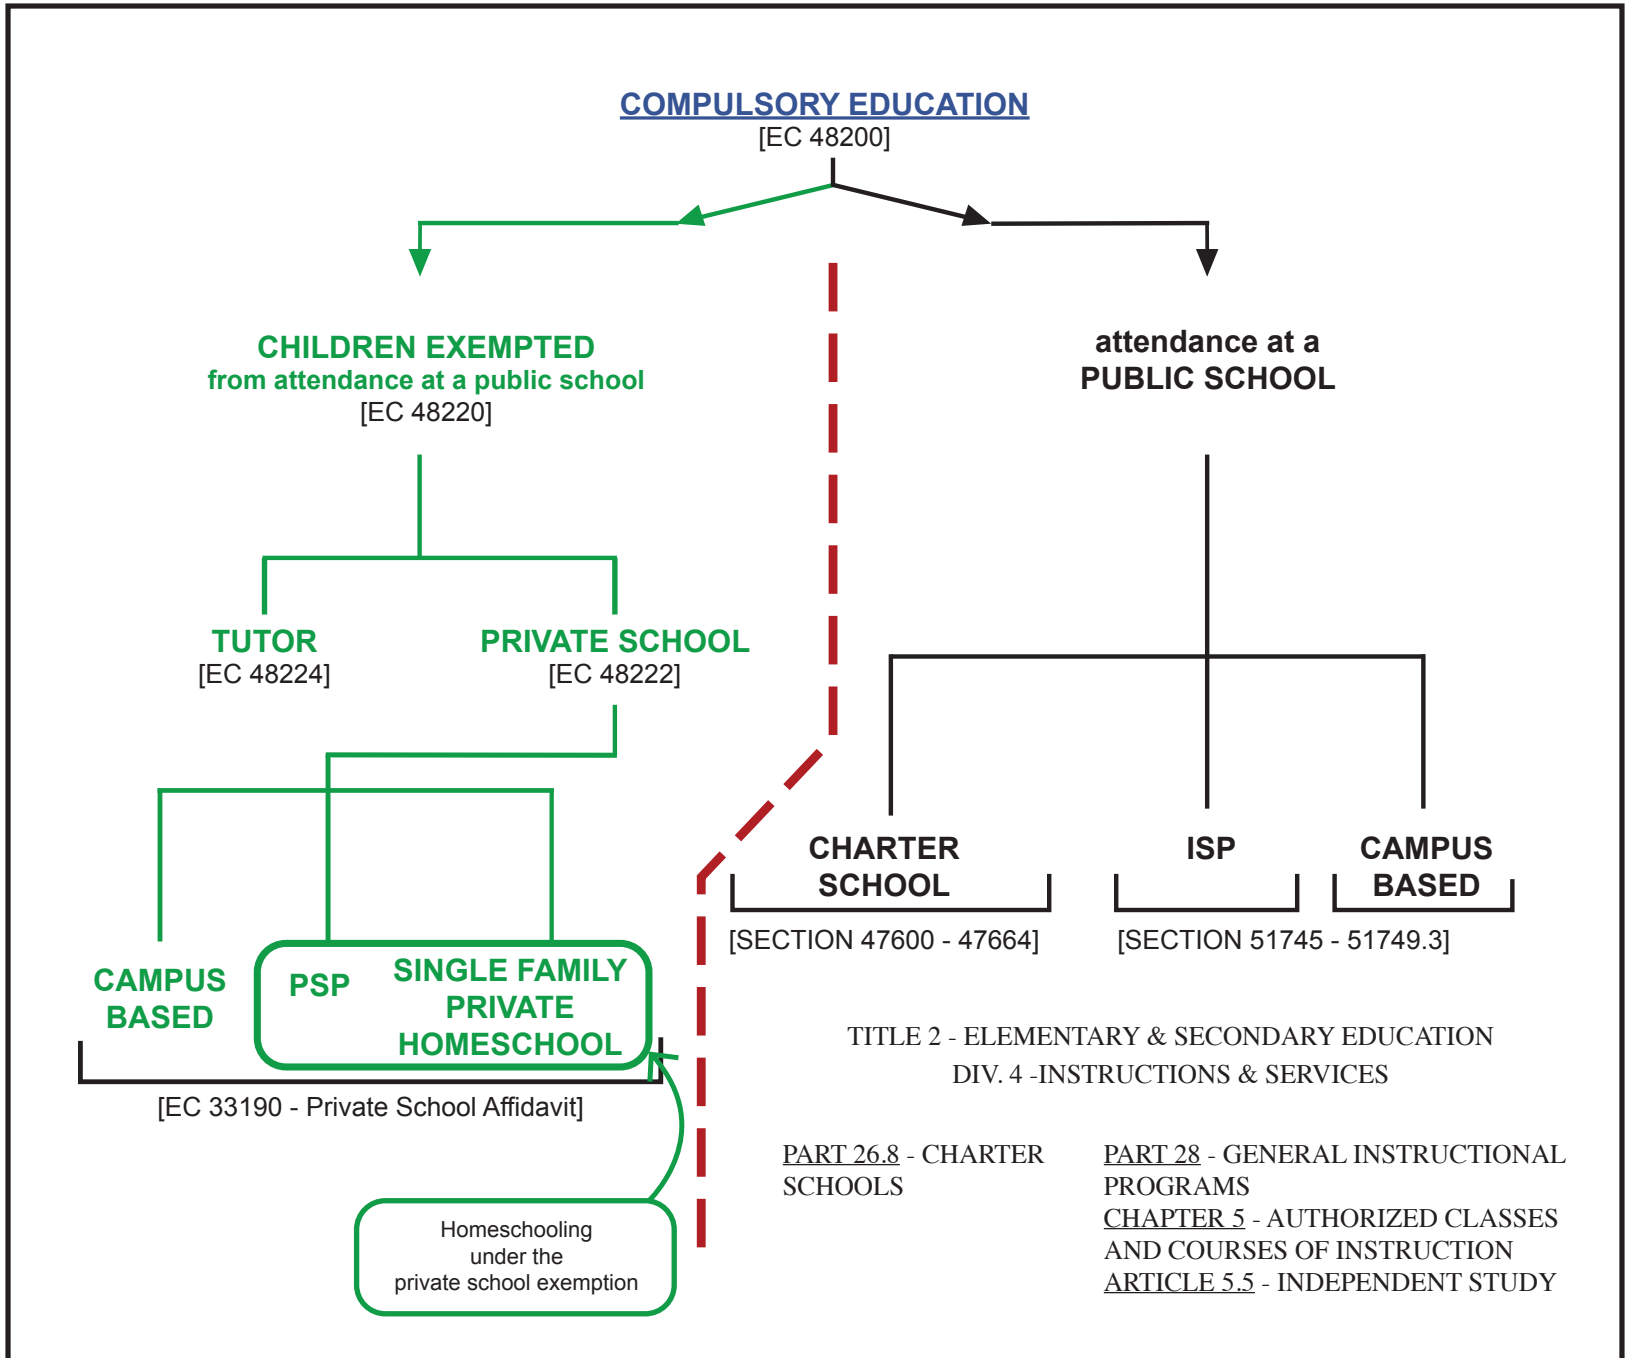 COMPULSORY EDUCATION
[EC 48200]
CHILDREN EXEMPTED
from attendance at a public school
[EC 48220]
attendance at a
PUBLIC SCHOOL
TUTOR
[EC 48224]
PRIVATE SCHOOL
[EC 48222]
CHARTER
SCHOOL
[SECTION 47600 - 47664]
ISP
CAMPUS
BASED
[SECTION 51745 - 51749.3]
CAMPUS
BASED
PSP
SINGLE FAMILY
PRIVATE
HOMESCHOOL
[EC 33190 - Private School Affidavit]
Homeschooling
under the
private school exemption
TITLE 2 - ELEMENTARY & SECONDARY EDUCATION
DIV. 4 -INSTRUCTIONS & SERVICES
PART 26.8 - CHARTER
SCHOOLS
PART 28 - GENERAL INSTRUCTIONAL
PROGRAMS
CHAPTER 5 - AUTHORIZED CLASSES
AND COURSES OF INSTRUCTION
ARTICLE 5.5 - INDEPENDENT STUDY